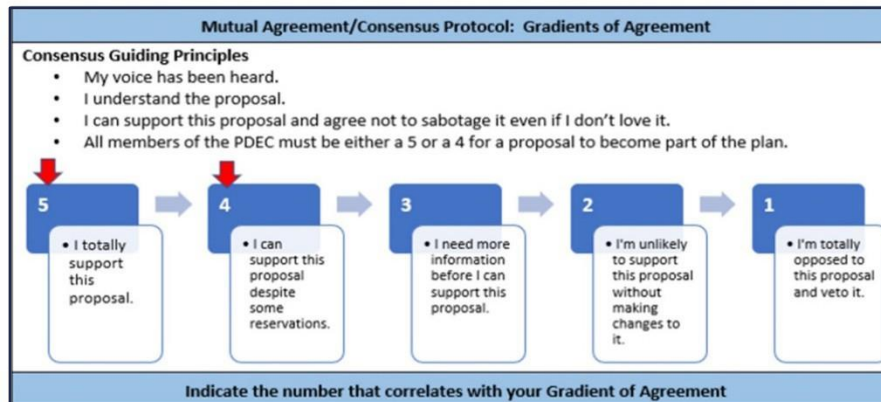 Mutual Agreement/Consensus Protocol:  Gradients of Agreement
Consensus Guiding Principles
• My voice has been heard.
• I understand the proposal.
• I can support this proposal and agree not to sabotage it even if I don't love it.
• All members of the PDEC must be either a 5 or a 4 for a proposal to become part of the plan.
5
• I totally
support
this
proposal.
4
• I can
support this
proposal
despite
some
reservations.
3
• I need more
information
before I can
support this
proposal.
2
• I'm unlikely
to support
this proposal
without
making
changes to
it.
1
• I'm totally
opposed to
this proposal
and veto it.
Indicate the number that correlates with your Gradient of Agreement